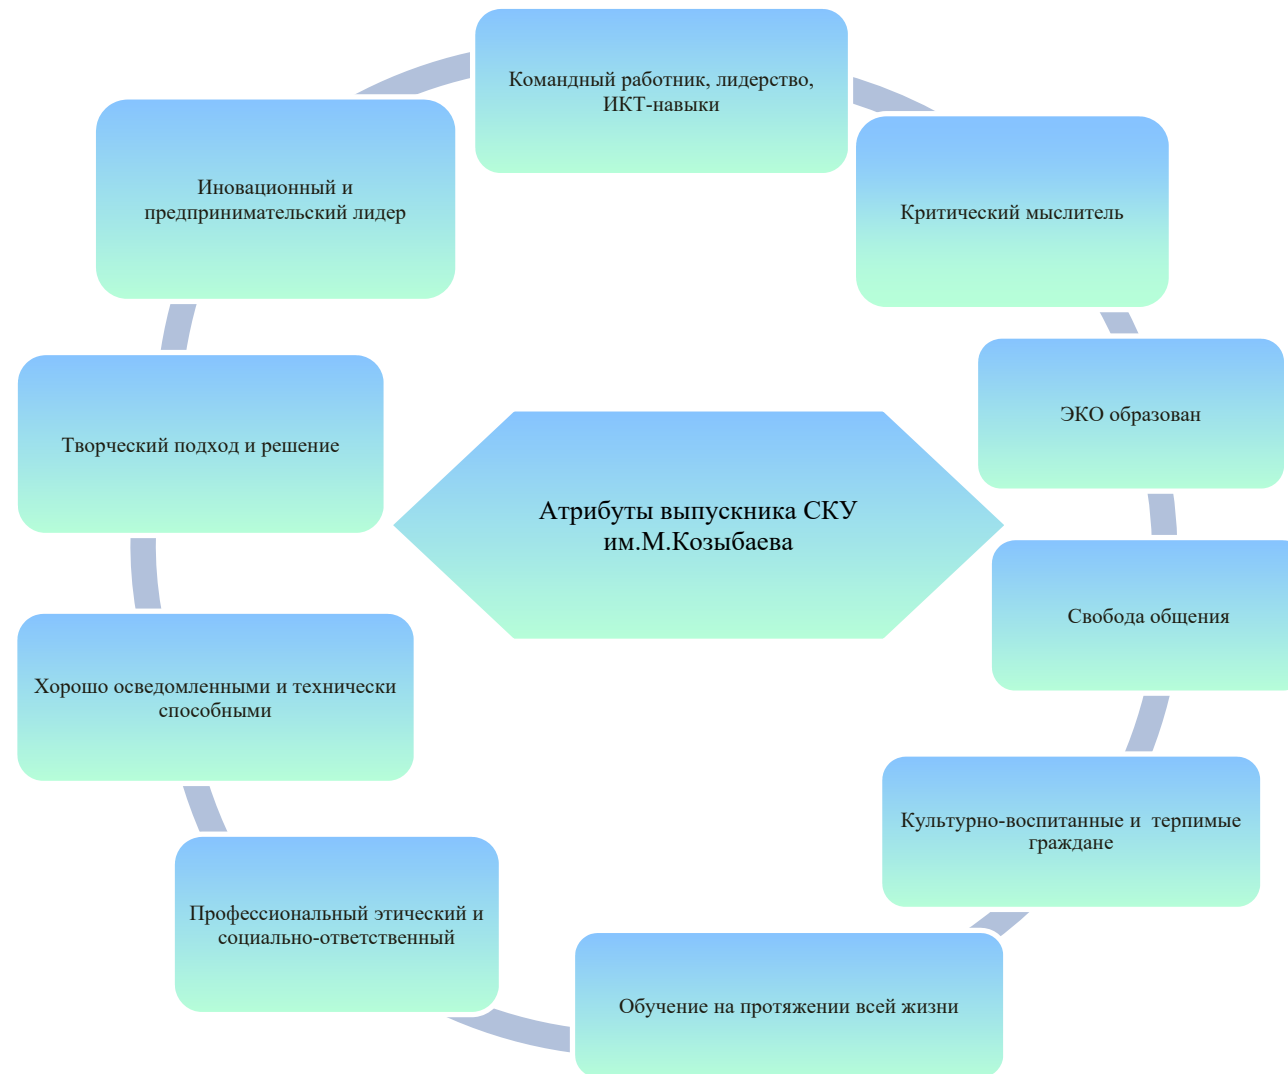 Командный работник, лидерство,
ИКТ-навыки
Критический мыслитель
ЭКО образован
Свобода общения
Культурно-воспитанные и  терпимые
граждане
Обучение на протяжении всей жизни
Профессиональный этический и
социально-ответственный
Хорошо осведомленными и технически
способными
Творческий подход и решение
Иновационный и
предпринимательский лидер
Атрибуты выпускника СКУ
им.М.Козыбаева